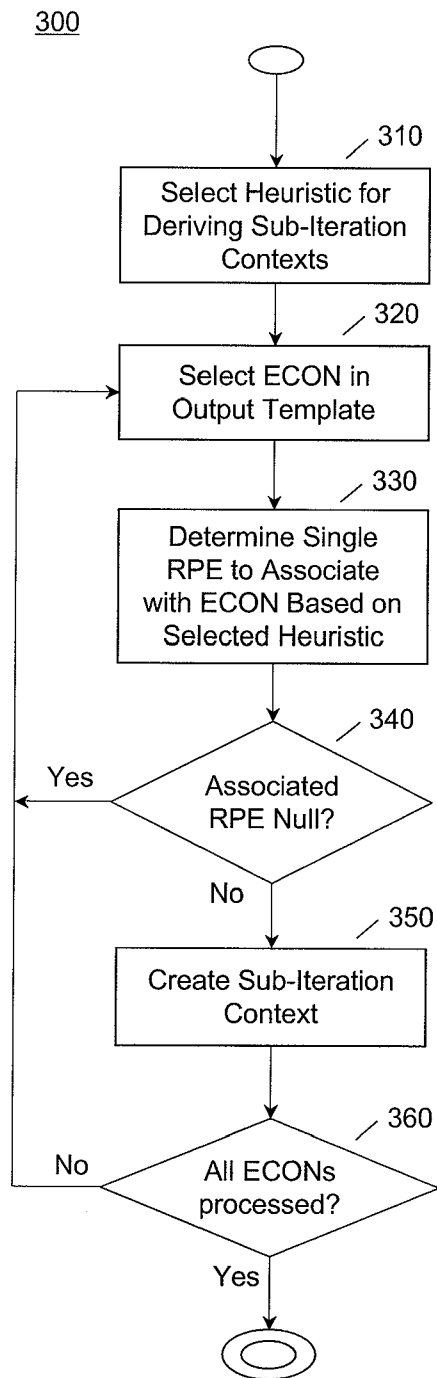 300
310
Select Heuristic for
Deriving Sub-Iteration
Contexts
320
Select ECON in
Output Template
330
Determine Single
RPE to Associate
with ECON Based on
Selected Heuristic
340
Yes
Associated
RPE Null?
No
350
Create Sub-Iteration
Context
360
No
All ECONs
processed?
Yes